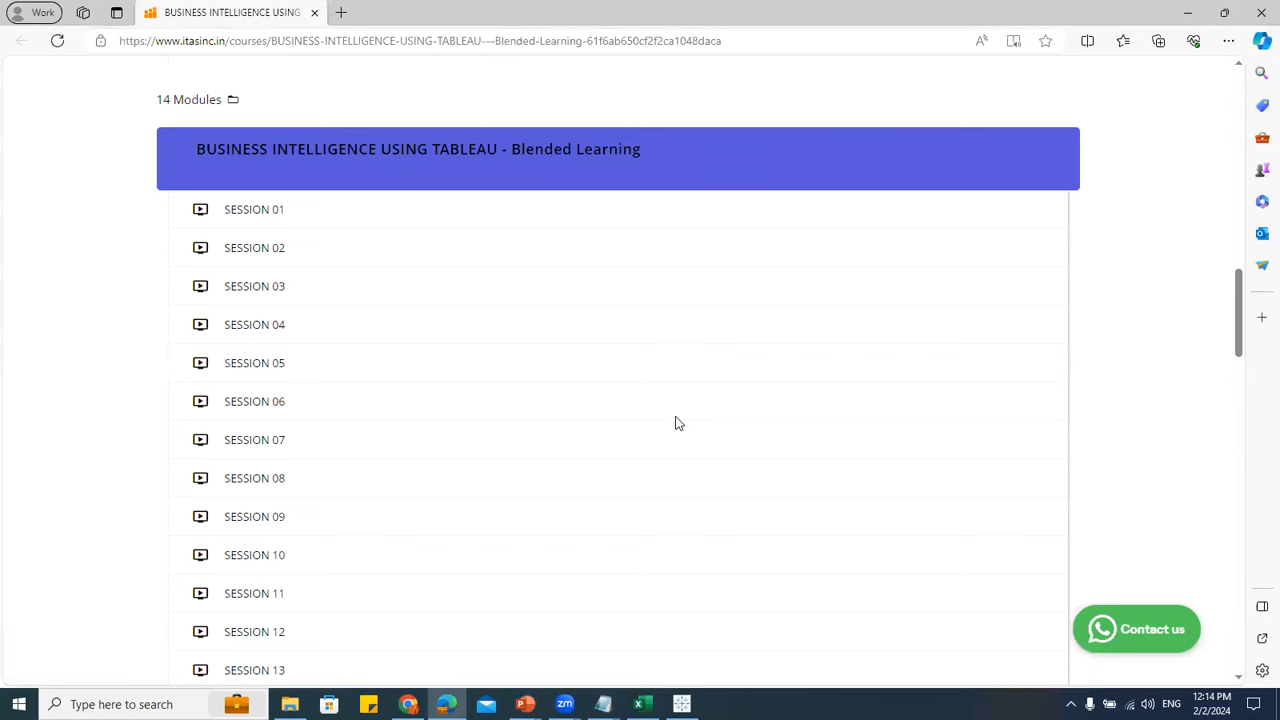 Work
BUSINESS INTELLIGENCE USING
https://www.itasinc.in/courses/BUSINESS-INTELLIGENCE-USING-TABLEAU---Blended-Learning-61f6ab650cf2f2ca1048daca
14 Modules
BUSINESS INTELLIGENCE USING TABLEAU - Blended Learning
SESSION 01
SESSION 02
SESSION 03
SESSION 04
SESSION 05
SESSION 06
SESSION 07
SESSION 08
SESSION 09
SESSION 10
SESSION 11
SESSION 12
SESSION 13
Contact us
Type here to search
ENG
12:14 PM
2/2/2024